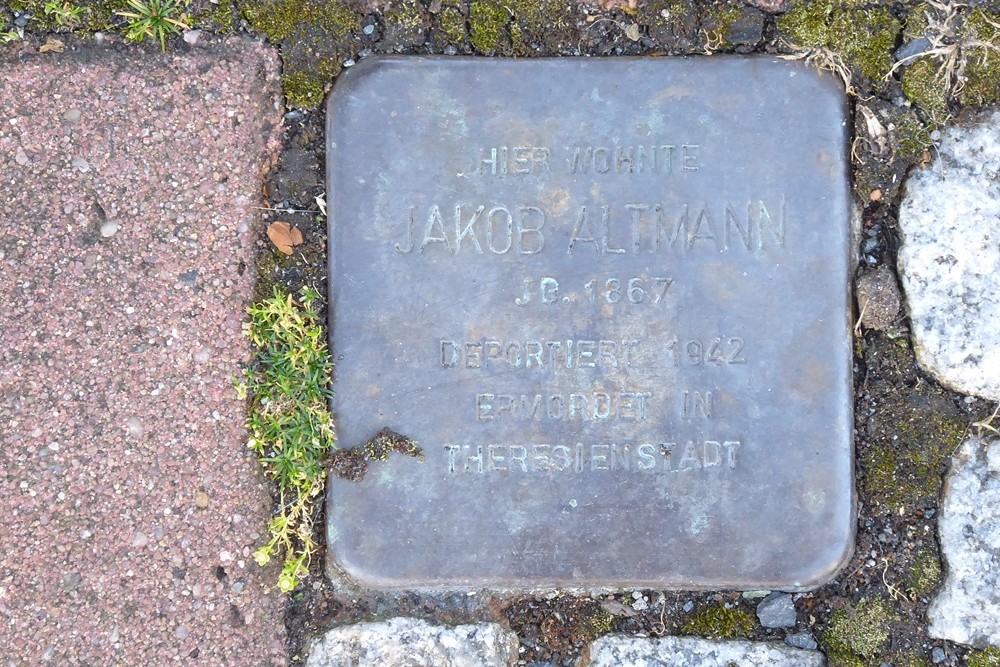 HIER WOHNTE
JAKOB ALTMANN
JG. 1867
DEPORTIERT 1942
ERMORDET IN
THERESIENSTADT